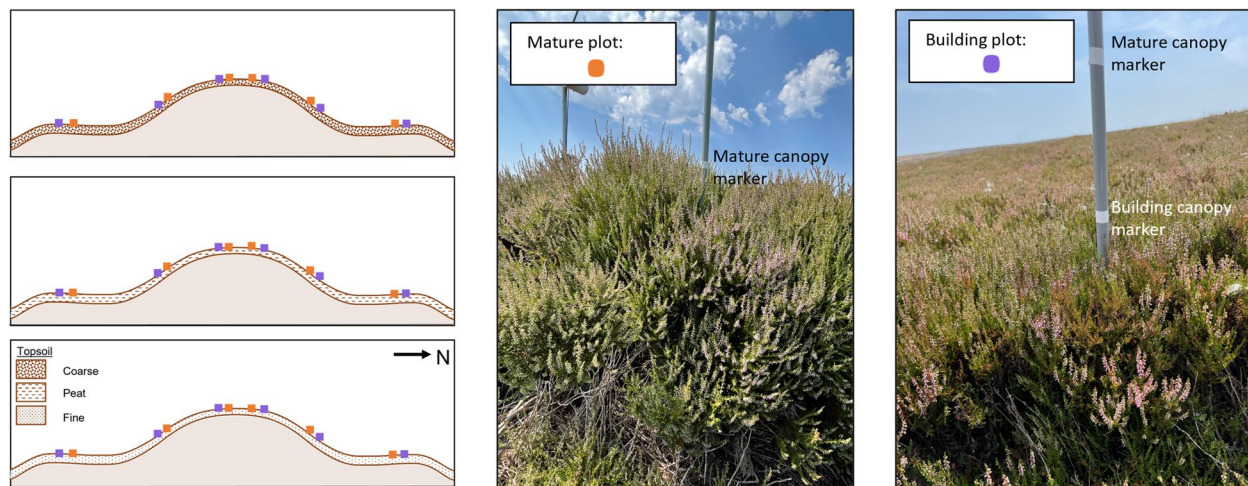 Topsoil
Coarse
Peat
Fine
N
Mature plot:
Mature canopy
marker
Building plot:
Mature canopy
marker
Building canopy
marker